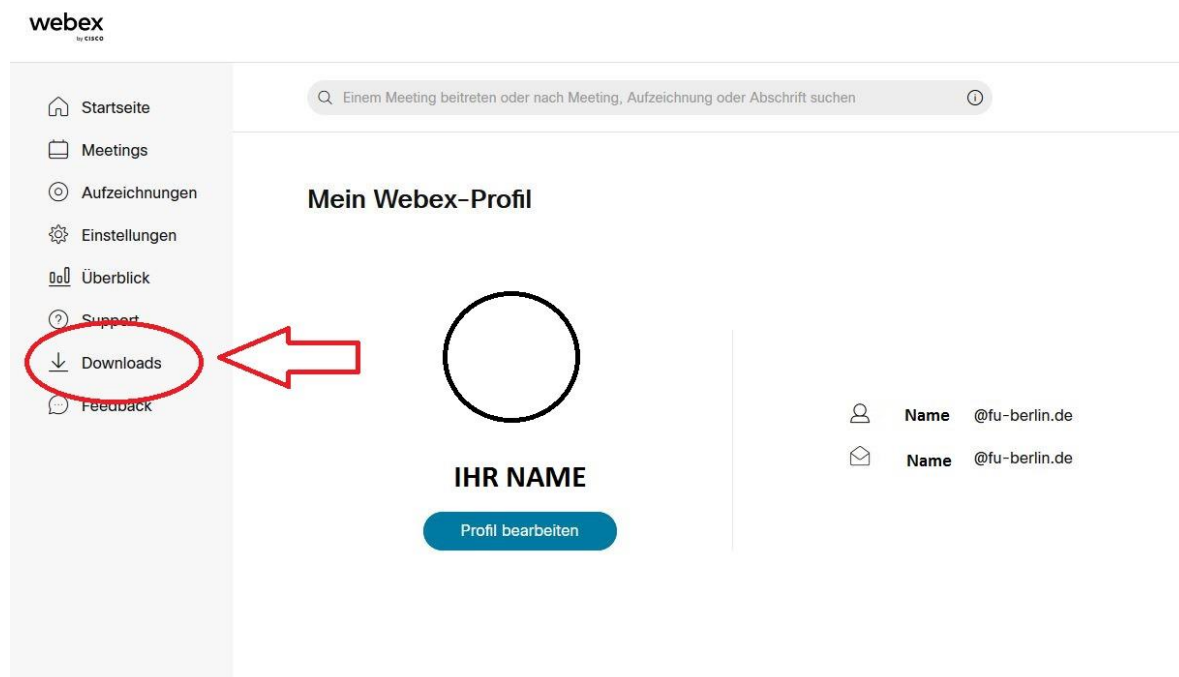 webex
by CISCO
Startseite
Meetings
Aufzeichnungen
Einstellungen
Überblick
Support
Downloads
Feedback
Einem Meeting beitreten oder nach Meeting, Aufzeichnung oder Abschrift suchen
Mein Webex-Profil
IHR NAME
Profil bearbeiten
Name @fu-berlin.de
Name @fu-berlin.de